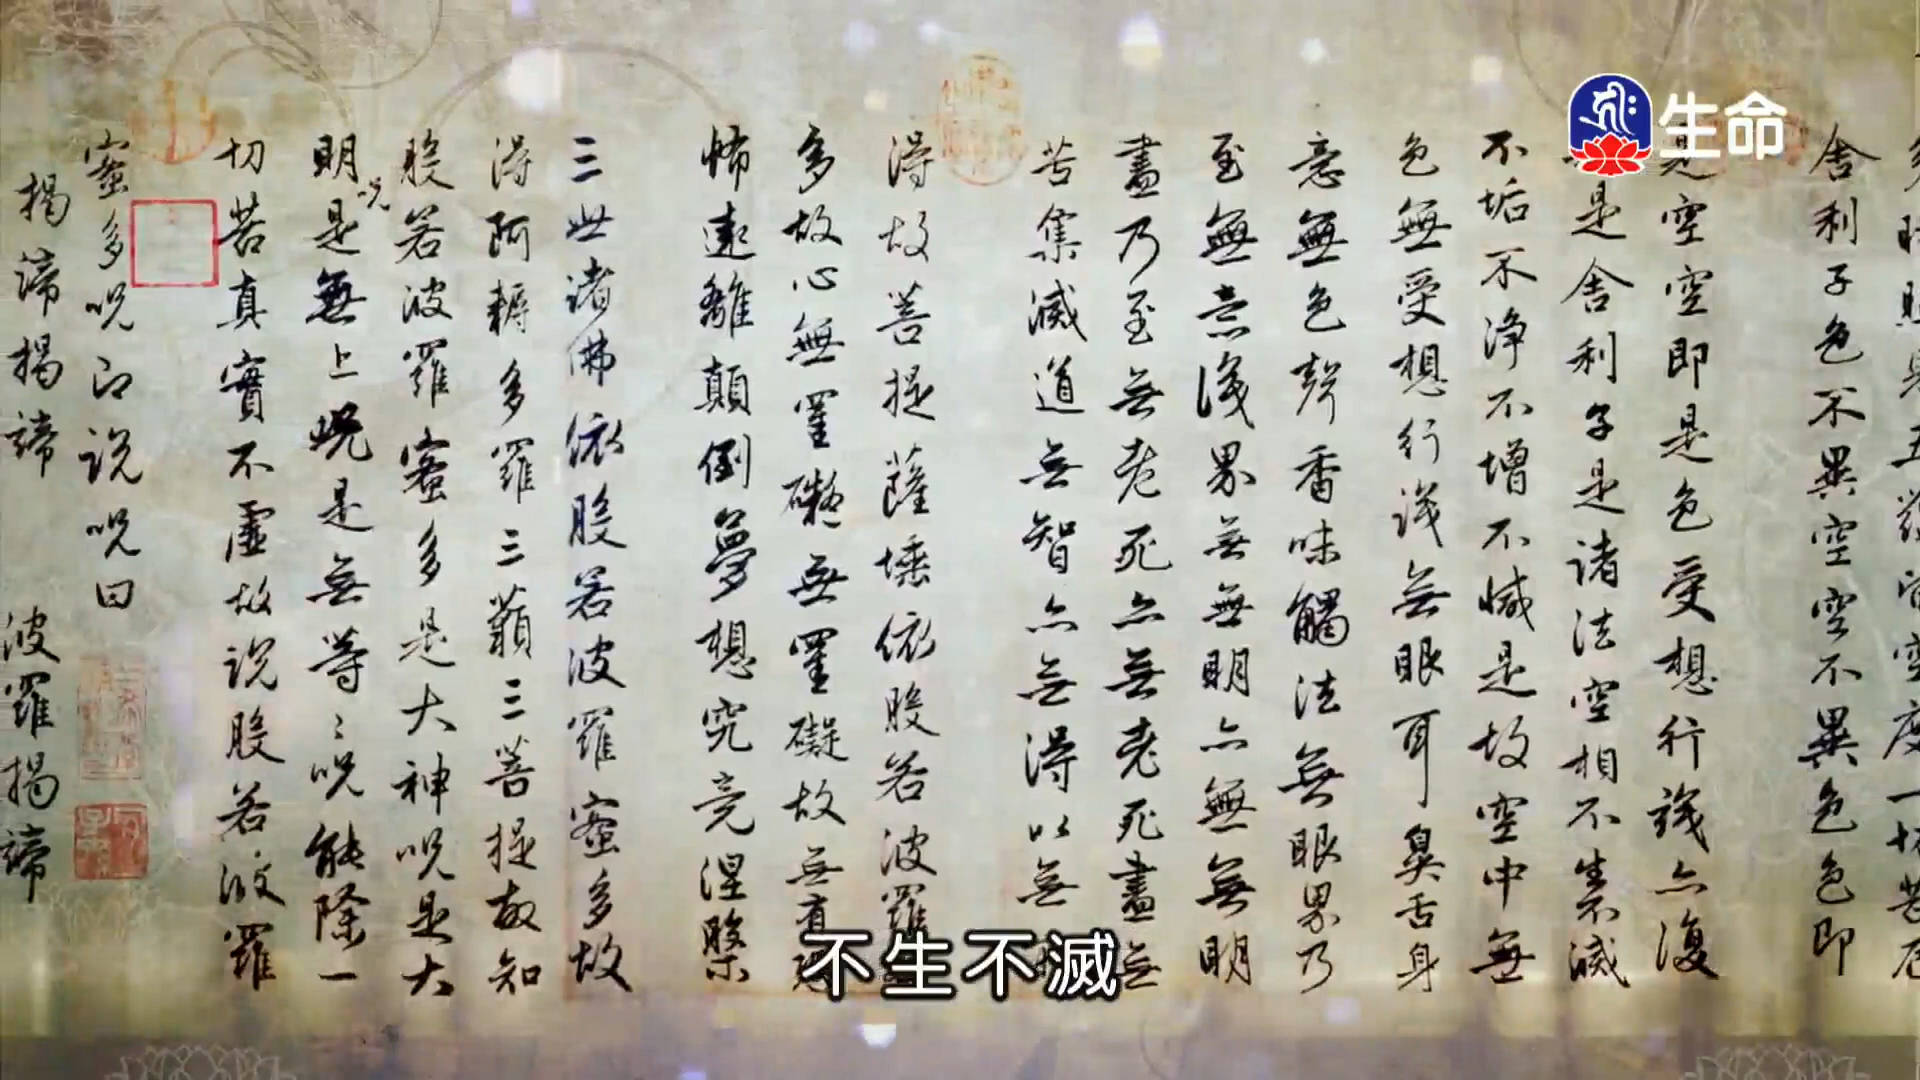 舍利子色不異空空不異色色即
是空空即是色受想行識亦復
是舍利子是諸法空相不生不滅
不垢不淨不增不減是故空中無
色無受想行識無眼耳鼻舌身
意無色聲香味觸法無眼界乃
至無意識界無無明亦無無明
盡乃至無老死亦無老死盡無
苦集滅道無智亦無得以無
得故菩提薩埵依般若波羅
多故心無罣礙無罣礙故無有恐
怖遠離顛倒夢想究竟涅槃
三世諸佛依般若波羅蜜多故
得阿耨多羅三藐三菩提故知
般若波羅蜜多是大神呪是大
明呪是無上呪是無等々呪能除一
切苦真實不虛故說般若波羅
蜜多呪即說呪曰
揭諦揭諦 波羅揭諦
生命
不生不滅